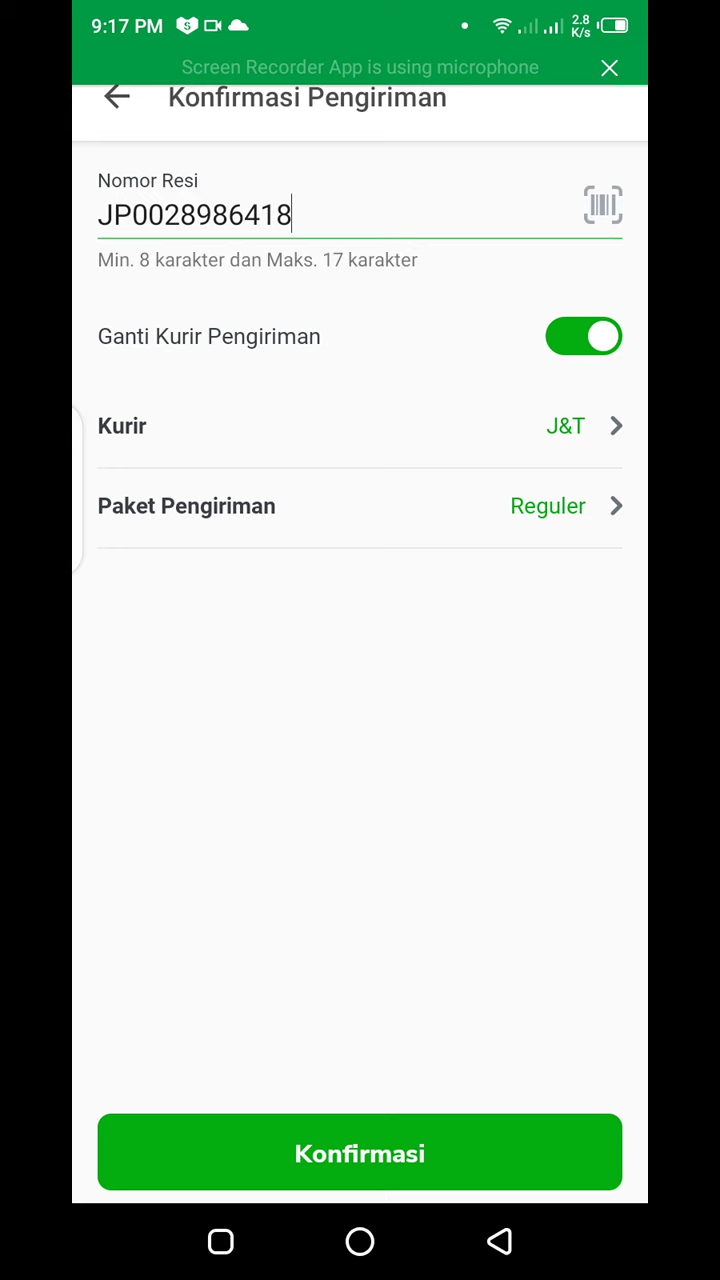 9:17 PM
2.8 K/s
Screen Recorder App is using microphone
Konfirmasi Pengiriman
Nomor Resi
JP0028986418
Min. 8 karakter dan Maks. 17 karakter
Ganti Kurir Pengiriman
Kurir J&T
Paket Pengiriman Reguler
Konfirmasi